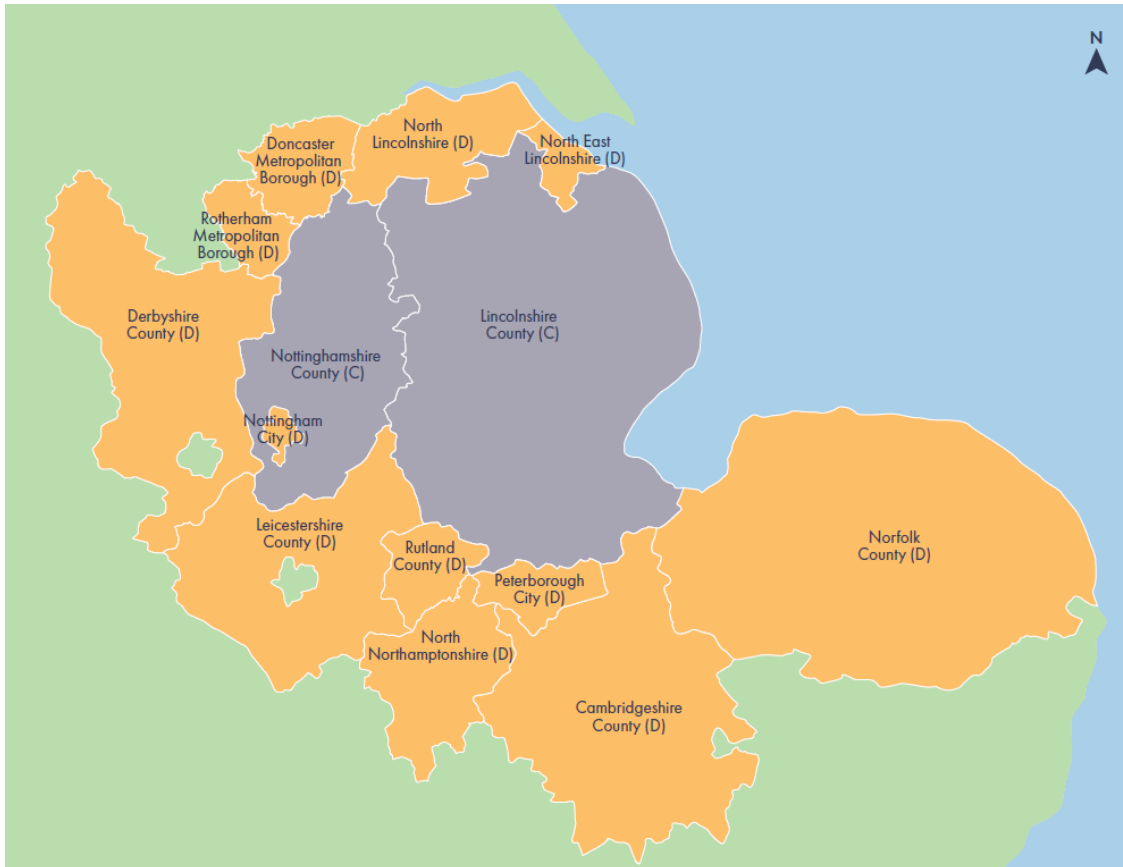 N
North
Lincolnshire (D)
Doncaster
Metropolitan
Borough (D)
North East
Lincolnshire (D)
Rotherham
Metropolitan
Borough (D)
Derbyshire
County (D)
Lincolnshire
County (C)
Nottinghamshire
County (C)
Nottingham
City (D)
Leicestershire
County (D)
Rutland
County (D)
Norfolk
County (D)
Peterborough
City (D)
North
Northamptonshire (D)
Cambridgeshire
County (D)